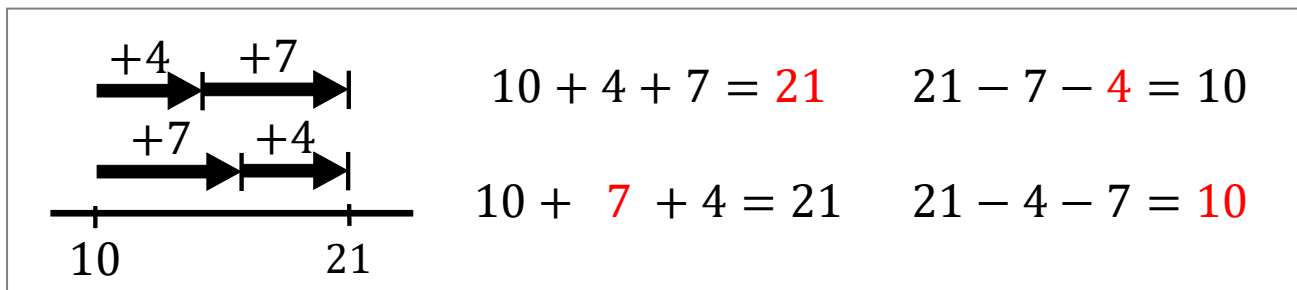 +4 +7
+7 +4
10 21
10 + 4 + 7 = 21
21 − 7 − 4 = 10
10 + 7 + 4 = 21
21 − 4 − 7 = 10